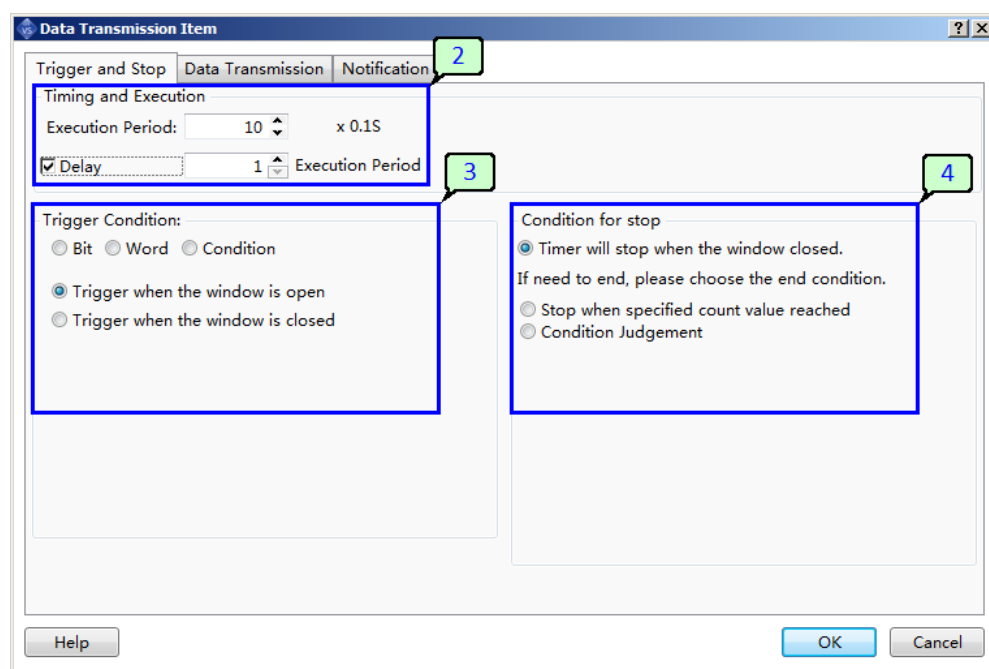 Data Transmission Item
Trigger and Stop Data Transmission Notification
2
Timing and Execution
Execution Period: 10 x 0.1S
Delay 1 Execution Period
3
4
Trigger Condition:
Bit Word Condition
Trigger when the window is open
Trigger when the window is closed
Condition for stop
Timer will stop when the window closed.
If need to end, please choose the end condition.
Stop when specified count value reached
Condition Judgement
Help OK Cancel